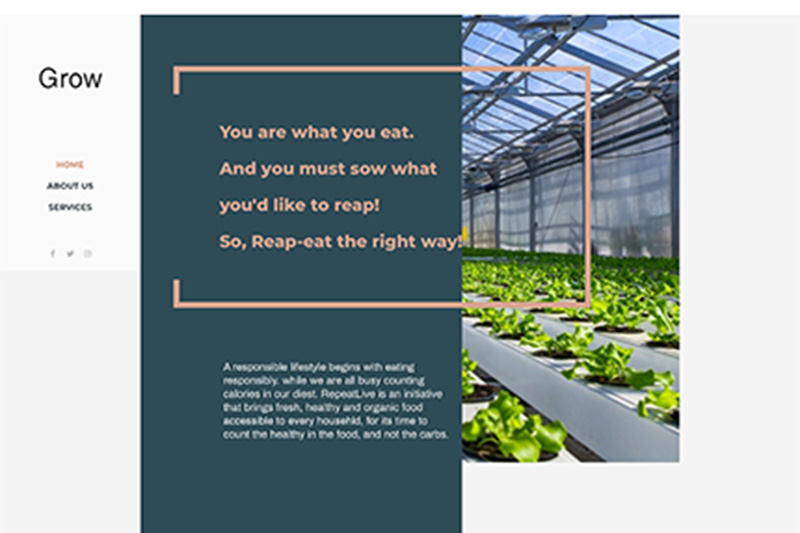 Grow
HOME
ABOUT US
SERVICES
You are what you eat.
And you must sow what
you'd like to reap!
So, Reap-eat the right way!
A responsible lifestyle begins with eating
responsibly. while we are all busy counting
calories in our diest. RepeatLive is an initiative
that brings fresh, healthy and organic food
accessible to every househld, for its time to
count the healthy in the food, and not the carbs.